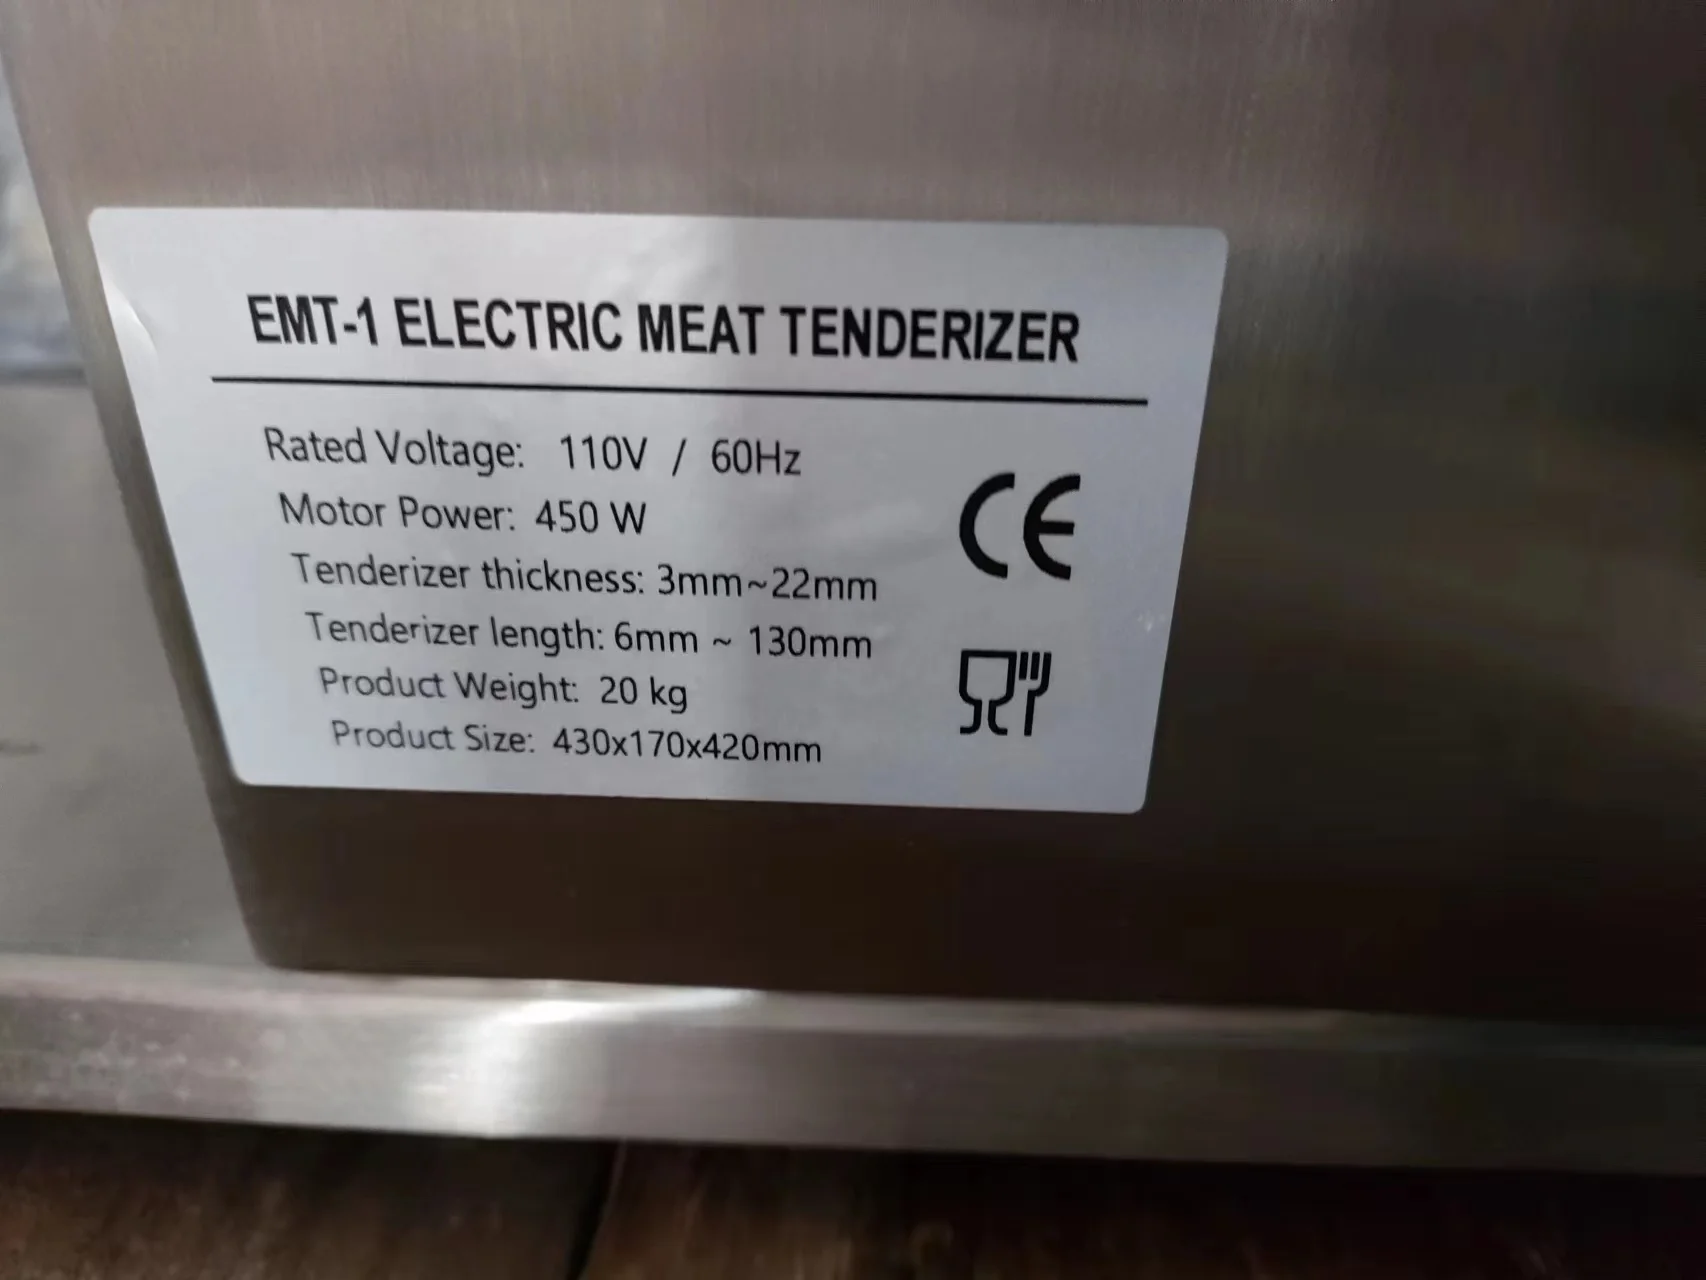 EMT-1 ELECTRIC MEAT TENDERIZER
Rated Voltage: 110V / 60Hz
Motor Power: 450 W
Tenderizer thickness: 3mm~22mm
Tenderizer length: 6mm ~ 130mm
Product Weight: 20 kg
Product Size: 430x170x420mm
CE